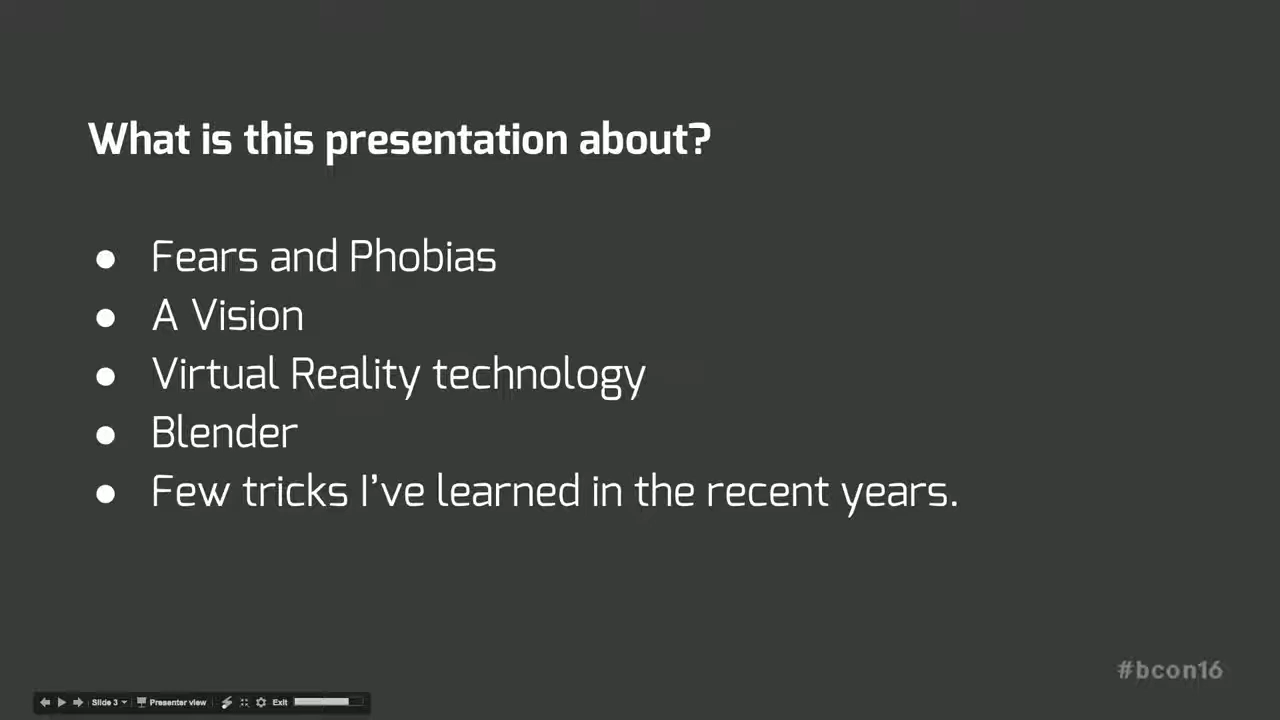 What is this presentation about?
● Fears and Phobias
● A Vision
● Virtual Reality technology
● Blender
● Few tricks I've learned in the recent years.
#bcon16
Slide 3 Presenter view Exit